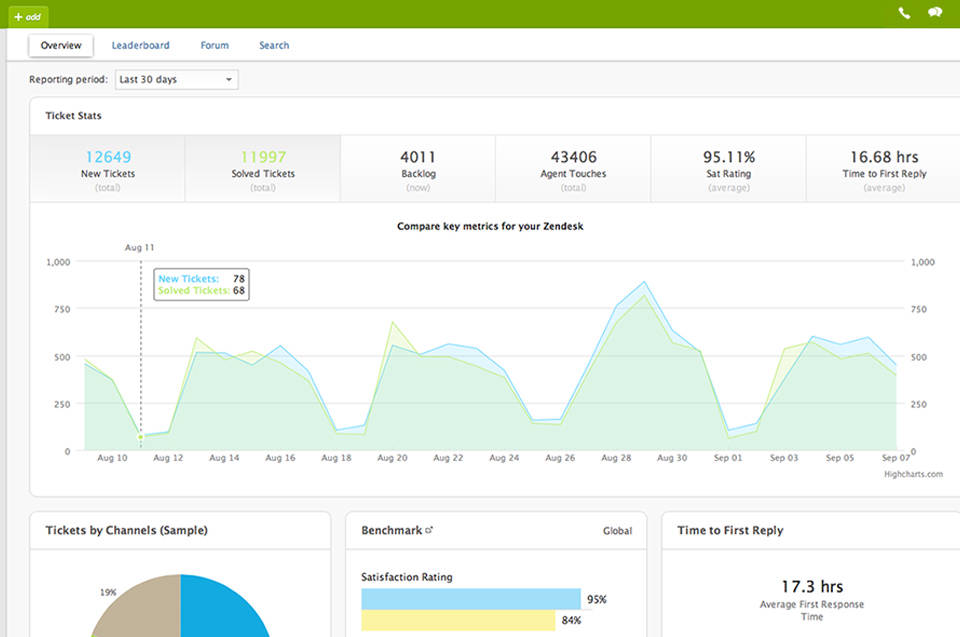 + add
Overview Leaderboard Forum Search
Reporting period: Last 30 days
Ticket Stats
12649 11997 4011 43406 95.11% 16.68 hrs
New Tickets Solved Tickets Backlog Agent Touches Sat Rating Time to First Reply
(total) (total) (now) (total) (average) (average)
Compare key metrics for your Zendesk
Aug 11
1,000 1,000
New Tickets: 78
Solved Tickets: 68
750 750
500 500
250 250
0 0
Aug 10 Aug 12 Aug 14 Aug 16 Aug 18 Aug 20 Aug 22 Aug 24 Aug 26 Aug 28 Aug 30 Sep 01 Sep 03 Sep 05 Sep 07
Highcharts.com
Tickets by Channels (Sample) Benchmark Global Time to First Reply
Satisfaction Rating
17.3 hrs
19%
95%
Average First Response
Time
84%